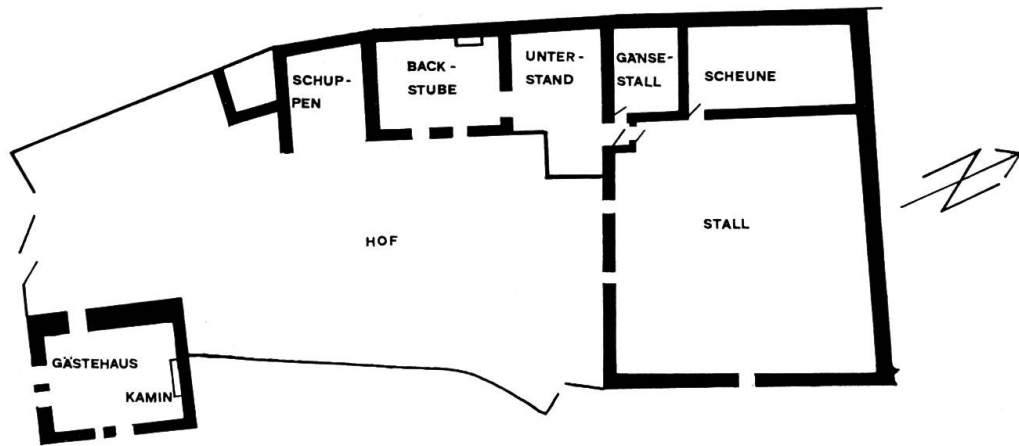 SCHUP-
PEN
BACK-
STUBE
UNTER-
STAND
GÄNSE-
STALL
SCHEUNE
HOF
STALL
N
GÄSTEHAUS
KAMIN